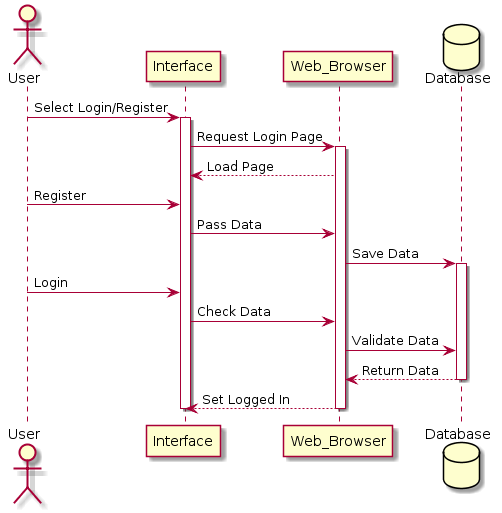 User
Interface
Web_Browser
Database
Select Login/Register
Request Login Page
Load Page
Register
Pass Data
Save Data
Login
Check Data
Validate Data
Return Data
Set Logged In
User
Interface
Web_Browser
Database